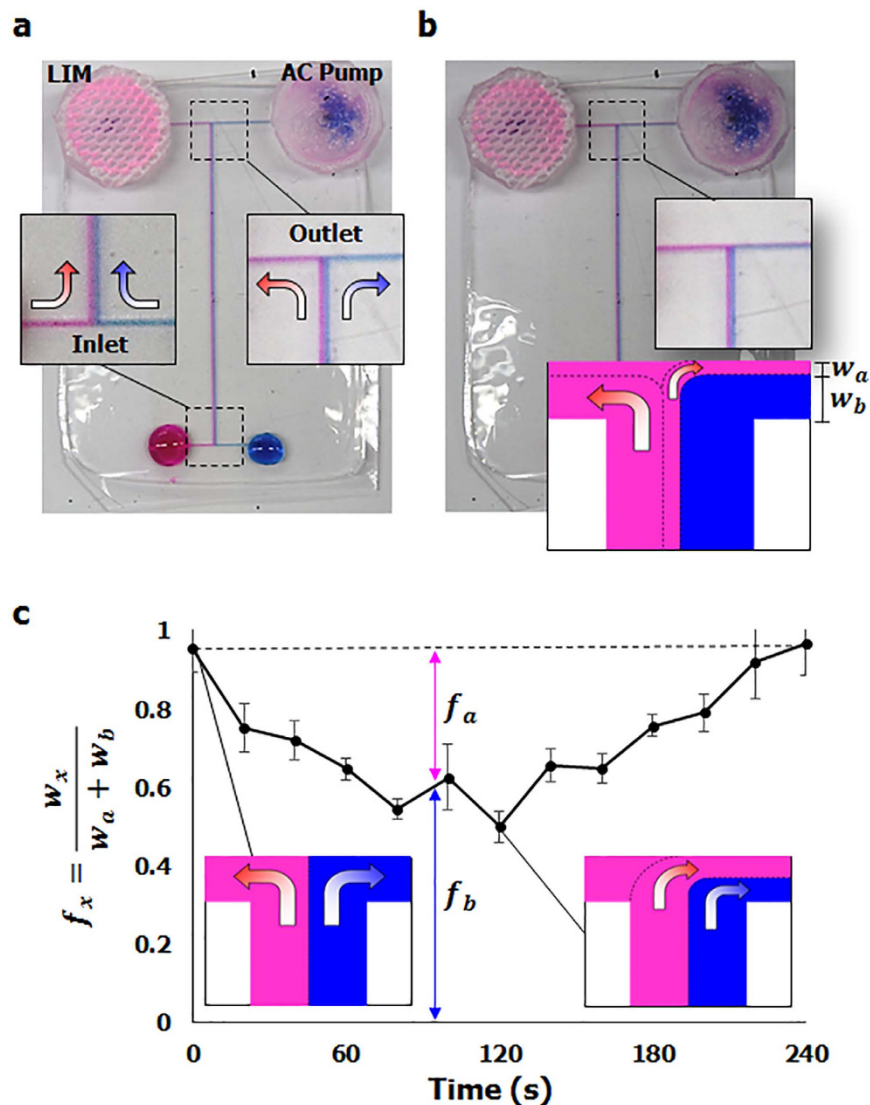 a
b
LIM
AC Pump
Outlet
Inlet
w_a
w_b
c
f_x = w_x / (w_a + w_b)
1
0.8
0.6
0.4
0.2
0
f_a
f_b
0
60
120
180
240
Time (s)